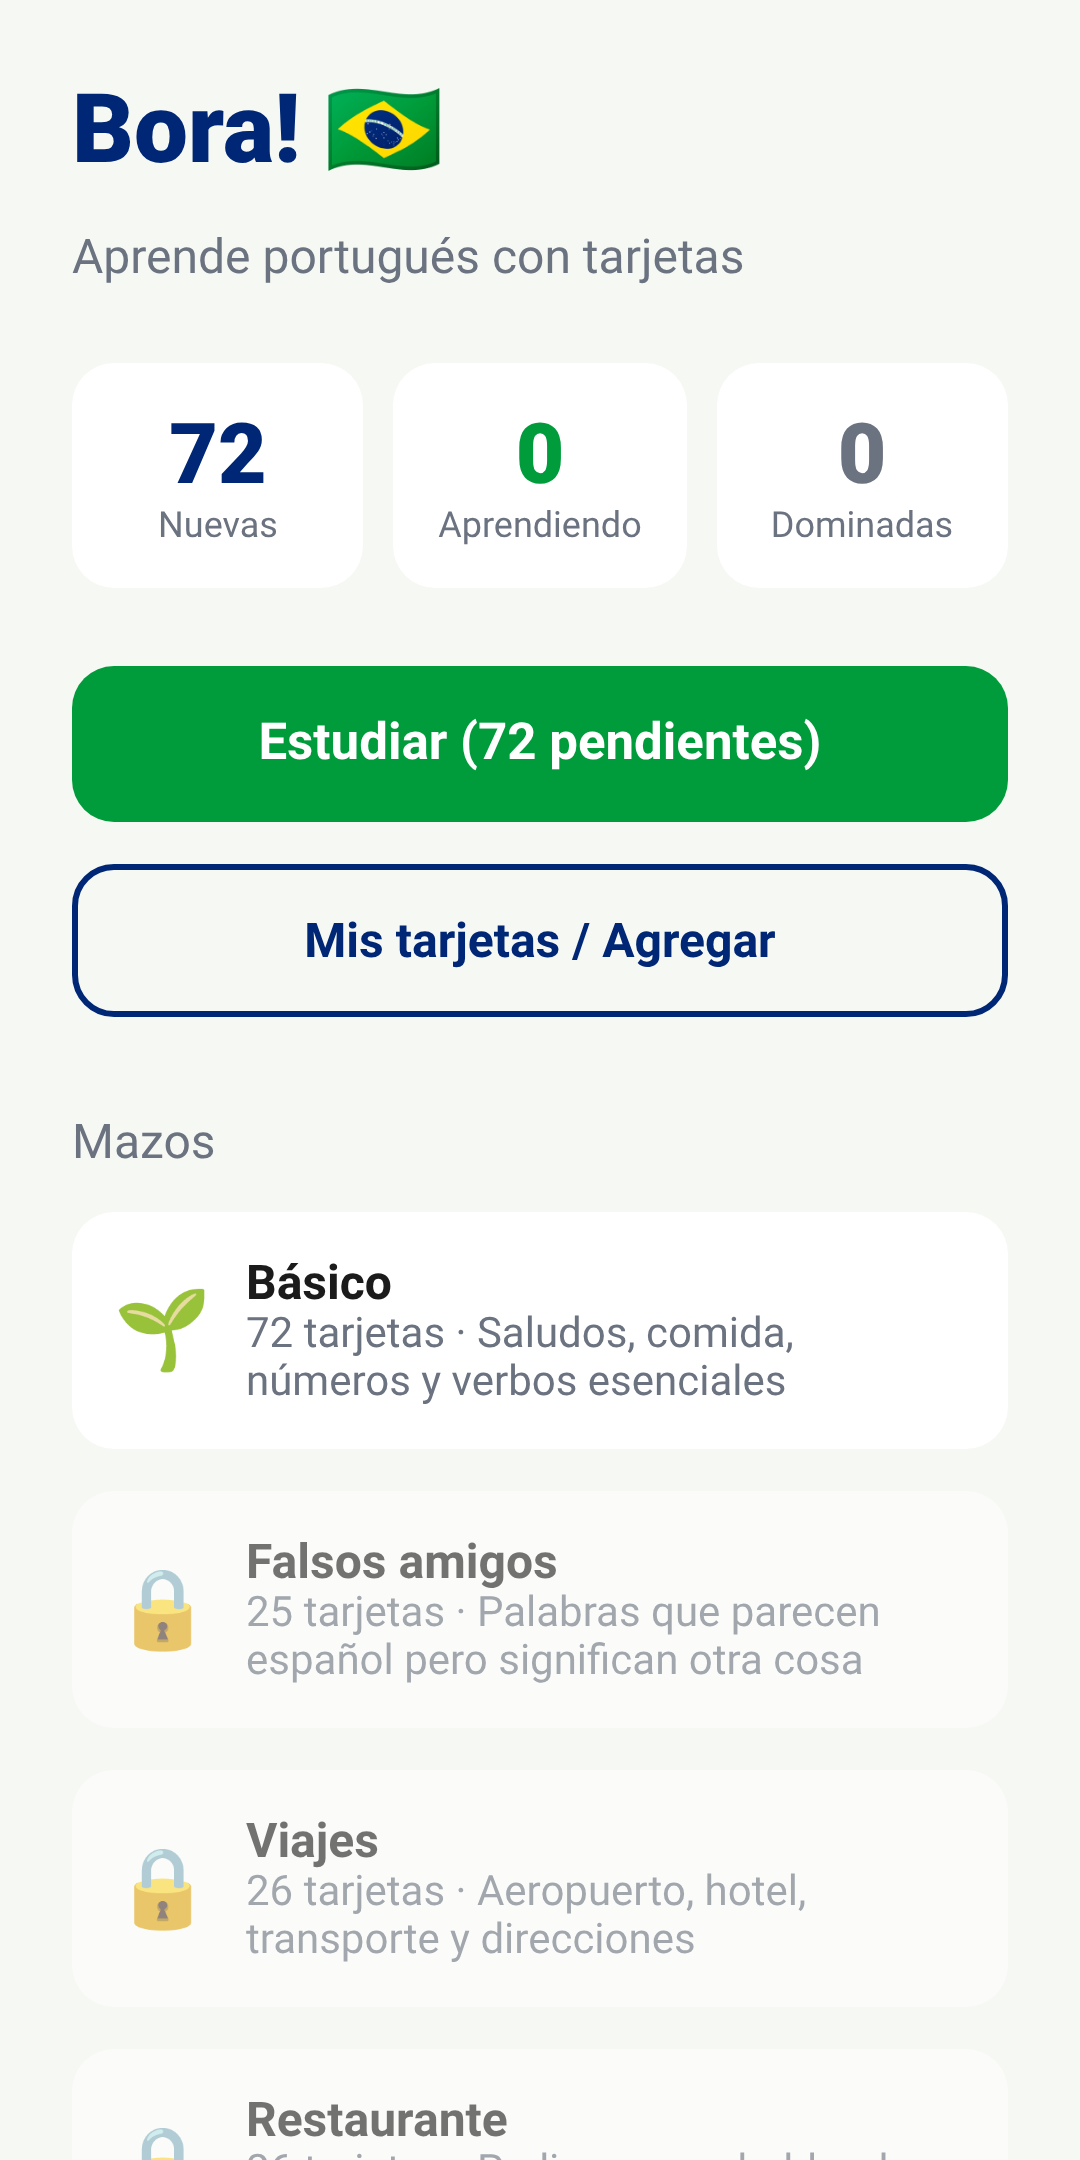 Bora!
Aprende portugués con tarjetas
72
Nuevas
0
Aprendiendo
0
Dominadas
Estudiar (72 pendientes)
Mis tarjetas / Agregar
Mazos
Básico
72 tarjetas · Saludos, comida,
números y verbos esenciales
Falsos amigos
25 tarjetas · Palabras que parecen
español pero significan otra cosa
Viajes
26 tarjetas · Aeropuerto, hotel,
transporte y direcciones
Restaurante